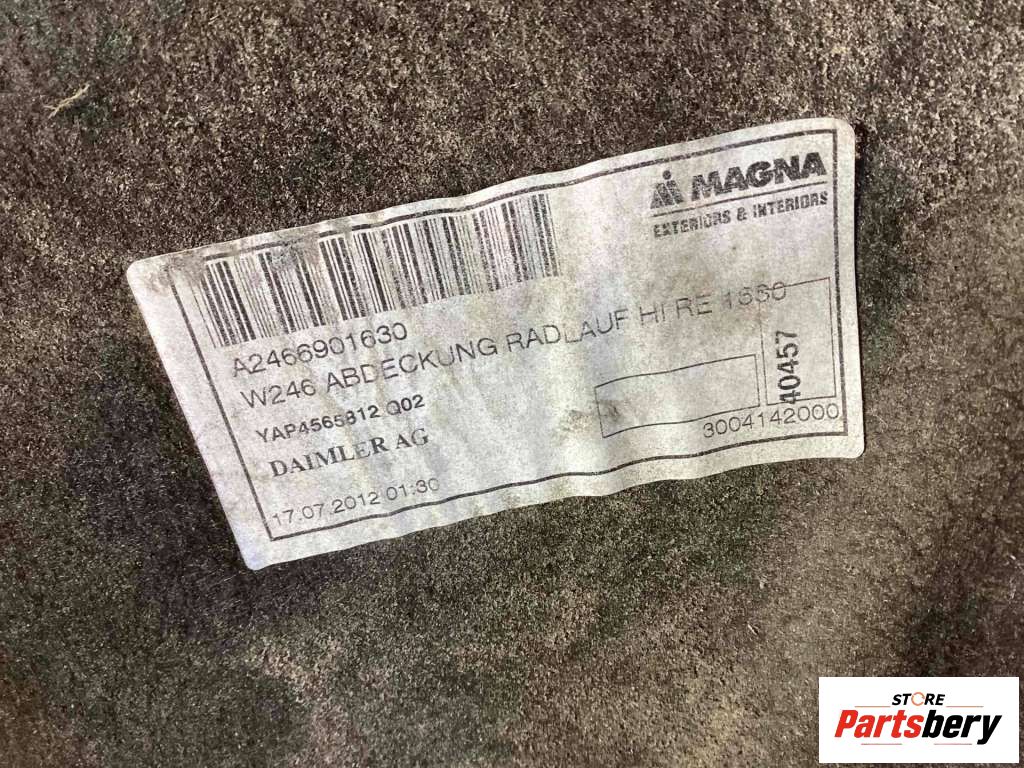 MAGNA
EXTERIORS & INTERIORS
A2466901630
W246 ABDECKUNG RADLAUF HI RE 1630
YAP4565812 Q02
DAIMLER AG
17.07.2012 01:30
40457
3004142000
STORE
Partsbery